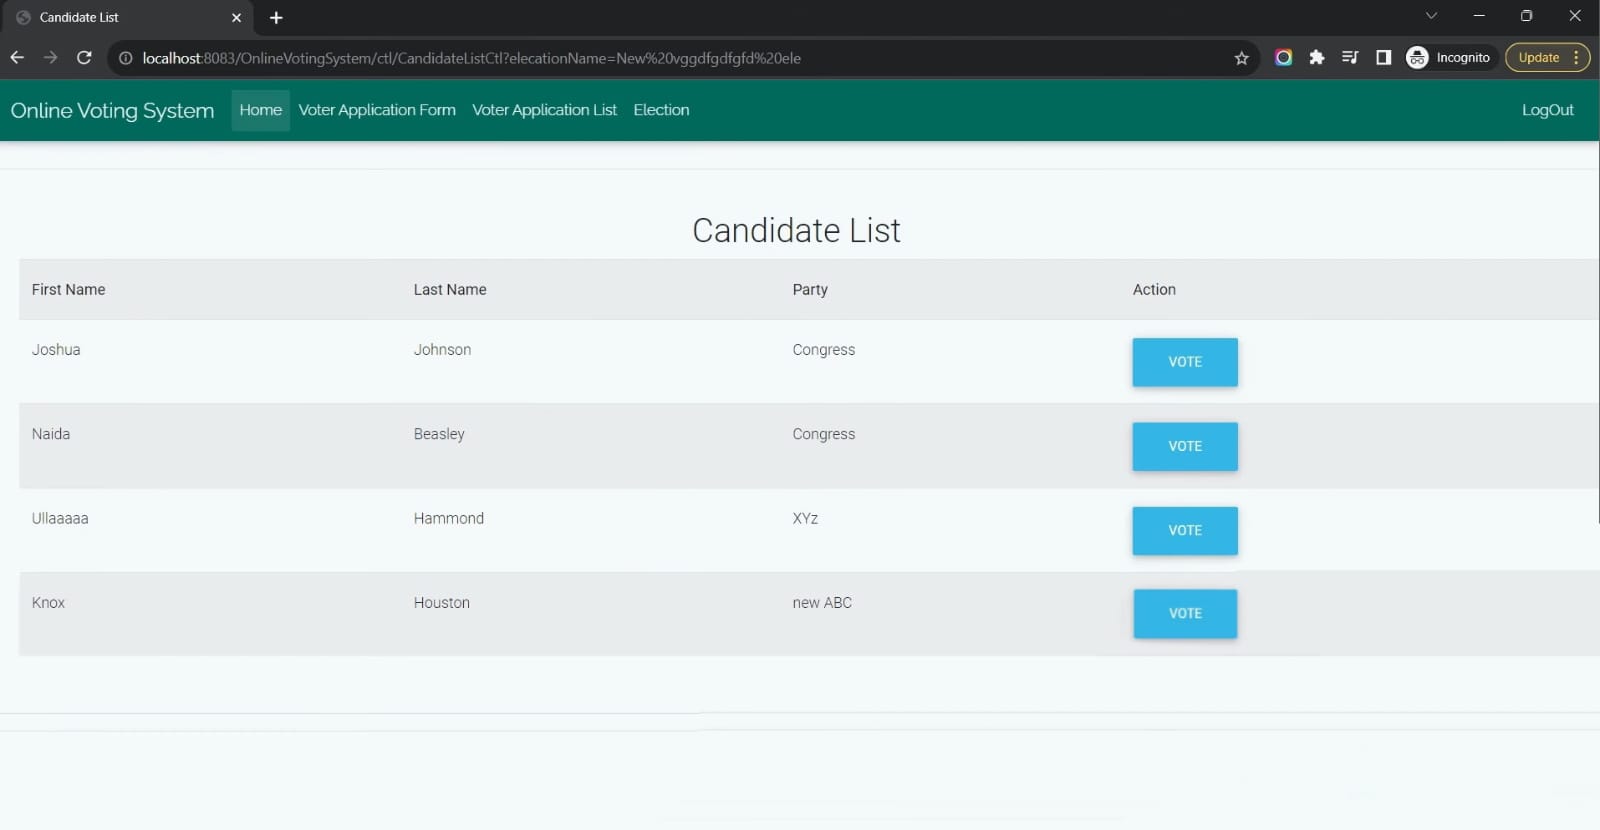 Candidate List
localhost:8083/OnlineVotingSystem/ctl/CandidateListCtl?elecationName=New%20vggdfgdfgfd%20ele
Incognito
Update
Online Voting System Home Voter Application Form Voter Application List Election LogOut
Candidate List
First Name Last Name Party Action
Joshua Johnson Congress VOTE
Naida Beasley Congress VOTE
Ullaaaaa Hammond XYz VOTE
Knox Houston new ABC VOTE